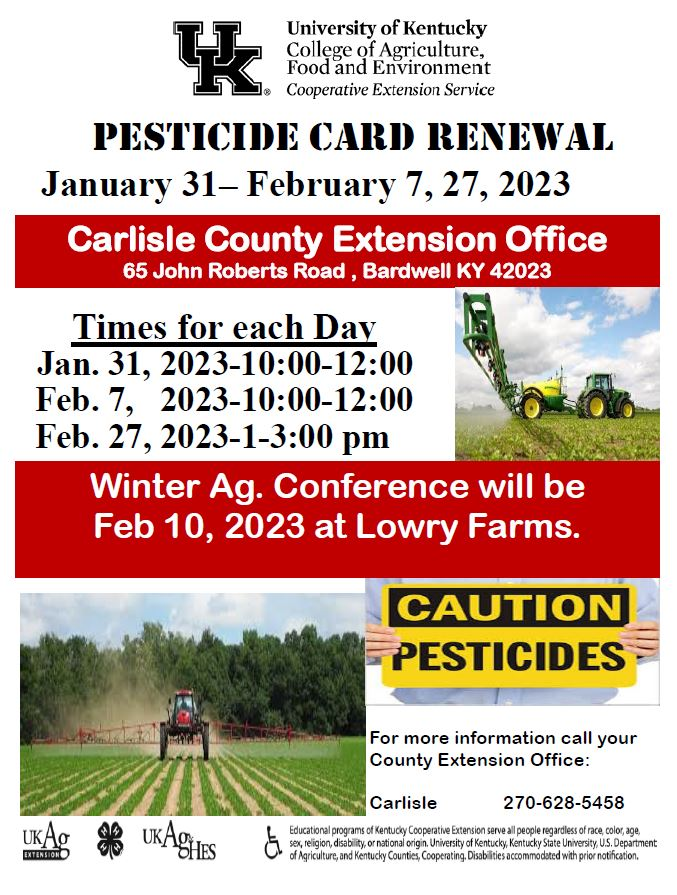 UK®
University of Kentucky
College of Agriculture,
Food and Environment
Cooperative Extension Service
PESTICIDE CARD RENEWAL
January 31– February 7, 27, 2023
Carlisle County Extension Office
65 John Roberts Road , Bardwell KY 42023
Times for each Day
Jan. 31, 2023-10:00-12:00
Feb. 7, 2023-10:00-12:00
Feb. 27, 2023-1-3:00 pm
Winter Ag. Conference will be
Feb 10, 2023 at Lowry Farms.
CAUTION
PESTICIDES
For more information call your
County Extension Office:
Carlisle 270-628-5458
UKAg
EXTENSION
UKAg&HES
Educational programs of Kentucky Cooperative Extension serve all people regardless of race, color, age,
sex, religion, disability, or national origin. University of Kentucky, Kentucky State University, U.S. Department
of Agriculture, and Kentucky Counties, Cooperating. Disabilities accommodated with prior notification.